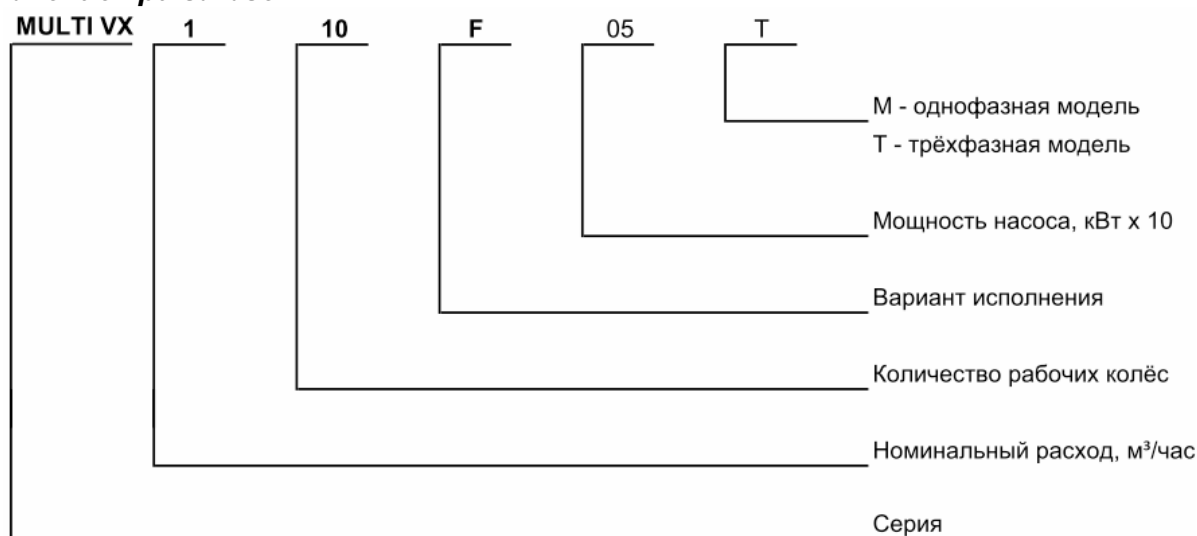 MULTI VX 1 10 F 05 T
М - однофазная модель
Т - трёхфазная модель
Мощность насоса, кВт х 10
Вариант исполнения
Количество рабочих колёс
Номинальный расход, м³/час
Серия